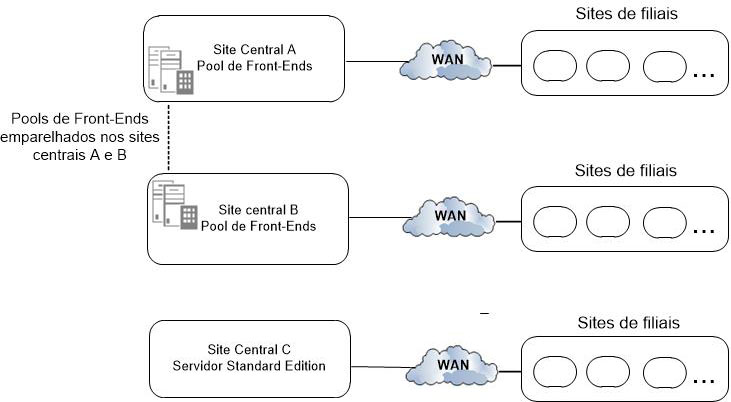 Sites de filiais
Site Central A
Pool de Front-Ends
WAN
...
Pools de Front-Ends
emparelhados nos sites
centrais A e B
Sites de filiais
Site central B
Pool de Front-Ends
WAN
...
Sites de filiais
Site Central C
Servidor Standard Edition
WAN
...